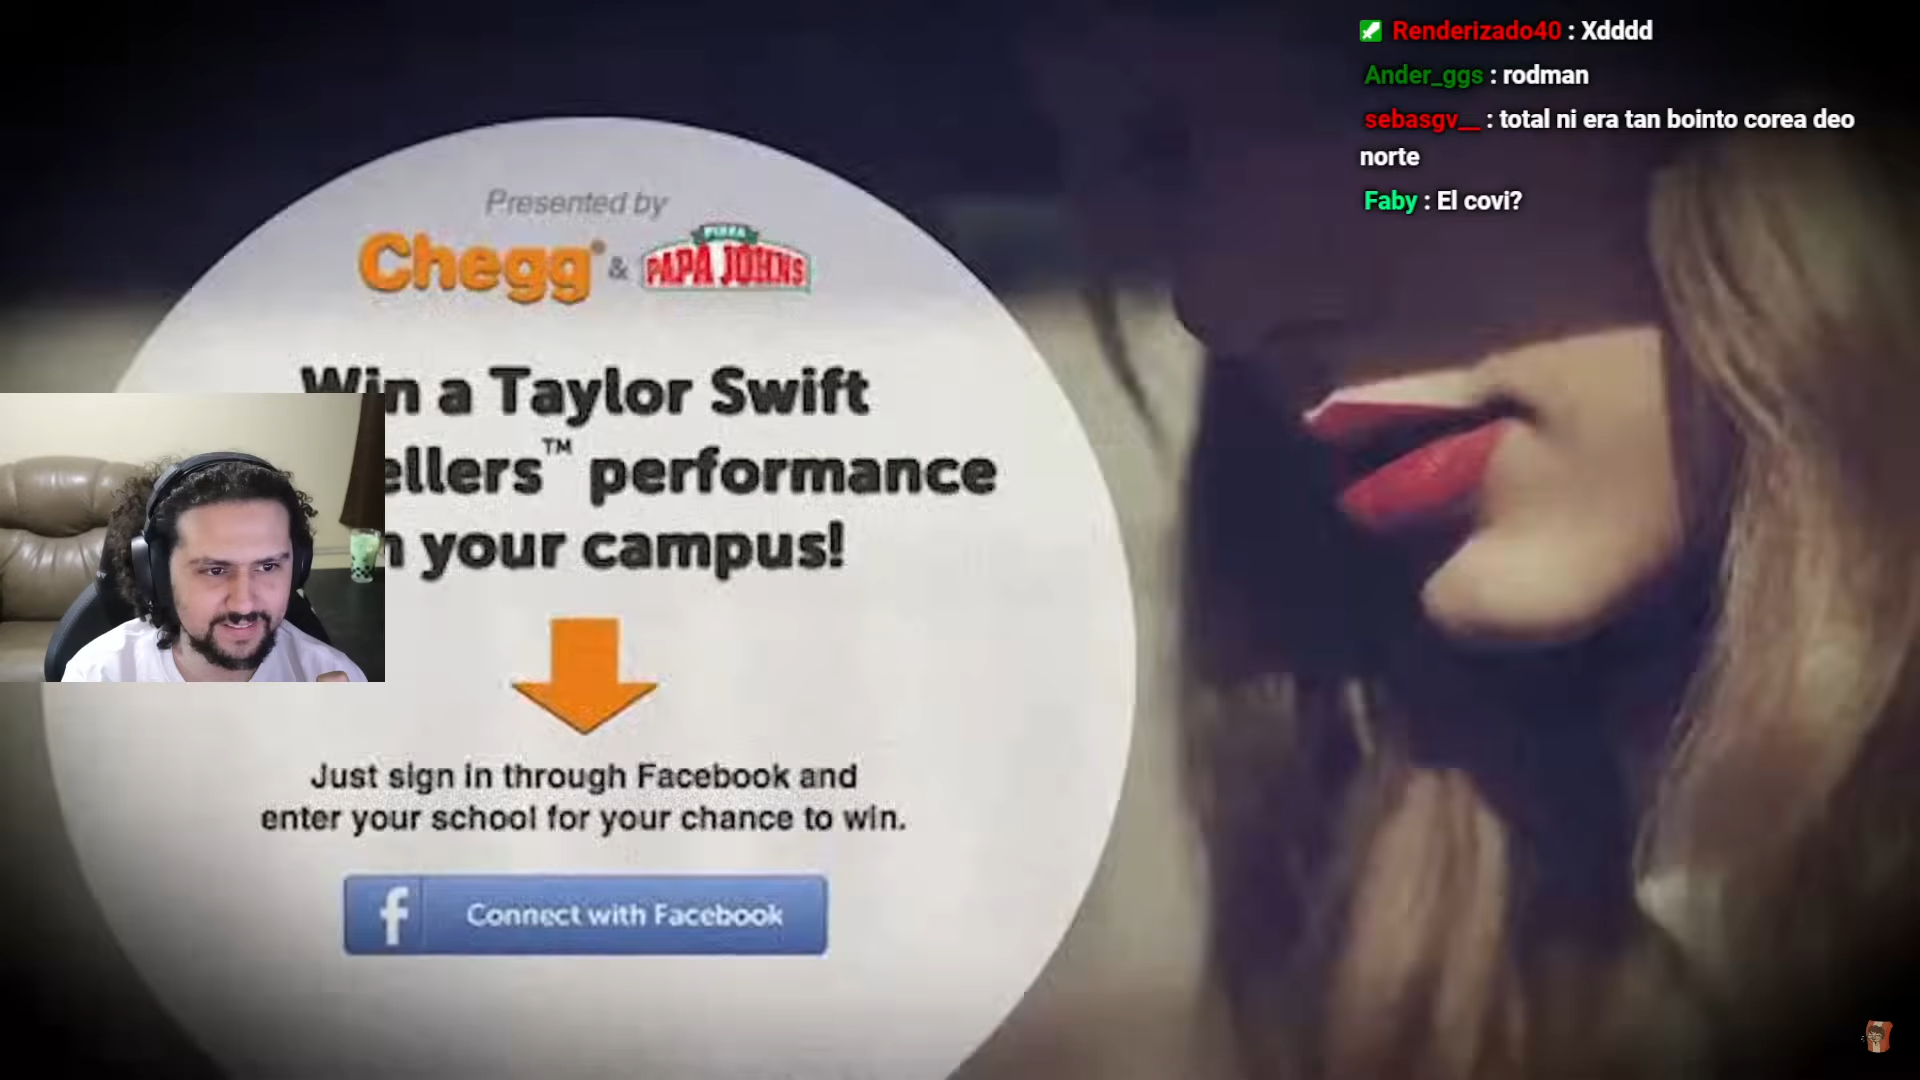 Renderizado40 : Xdddd
Ander_ggs : rodman
sebasgv__ : total ni era tan bointo corea deo
norte
Faby : El covi?
Presented by
Chegg® & PIZZA PAPA JOHNS
Win a Taylor Swift
ellers™ performance
n your campus!
Just sign in through Facebook and
enter your school for your chance to win.
f Connect with Facebook